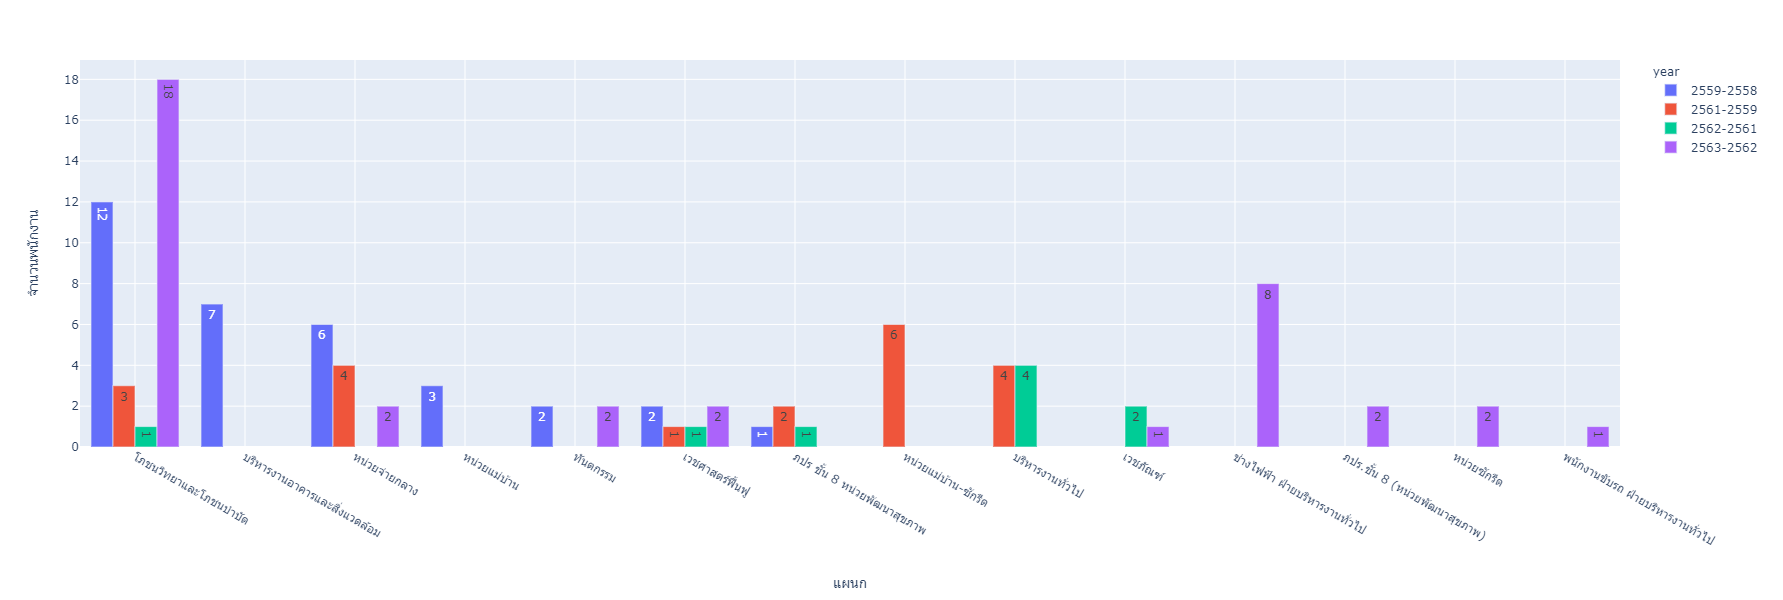 18
16
14
12
10
8
6
4
2
0
จำนวนพนักงาน
12
3
1
18
7
6
4
2
3
2
2
2
1
1
2
1
2
1
6
4
4
2
1
8
2
2
1
โภชนวิทยาและโภชนบำบัด
บริหารงานอาคารและสิ่งแวดล้อม
หน่วยจ่ายกลาง
หน่วยแม่บ้าน
ทันตกรรม
เวชศาสตร์ฟื้นฟู
ภปร ชั้น 8 หน่วยพัฒนาสุขภาพ
หน่วยแม่บ้าน-ซักรีด
บริหารงานทั่วไป
เวชภัณฑ์
ช่างไฟฟ้า ฝ่ายบริหารงานทั่วไป
ภปร.ชั้น 8 (หน่วยพัฒนาสุขภาพ)
หน่วยซักรีด
พนักงานขับรถ ฝ่ายบริหารงานทั่วไป
แผนก
year
2559-2558
2561-2559
2562-2561
2563-2562